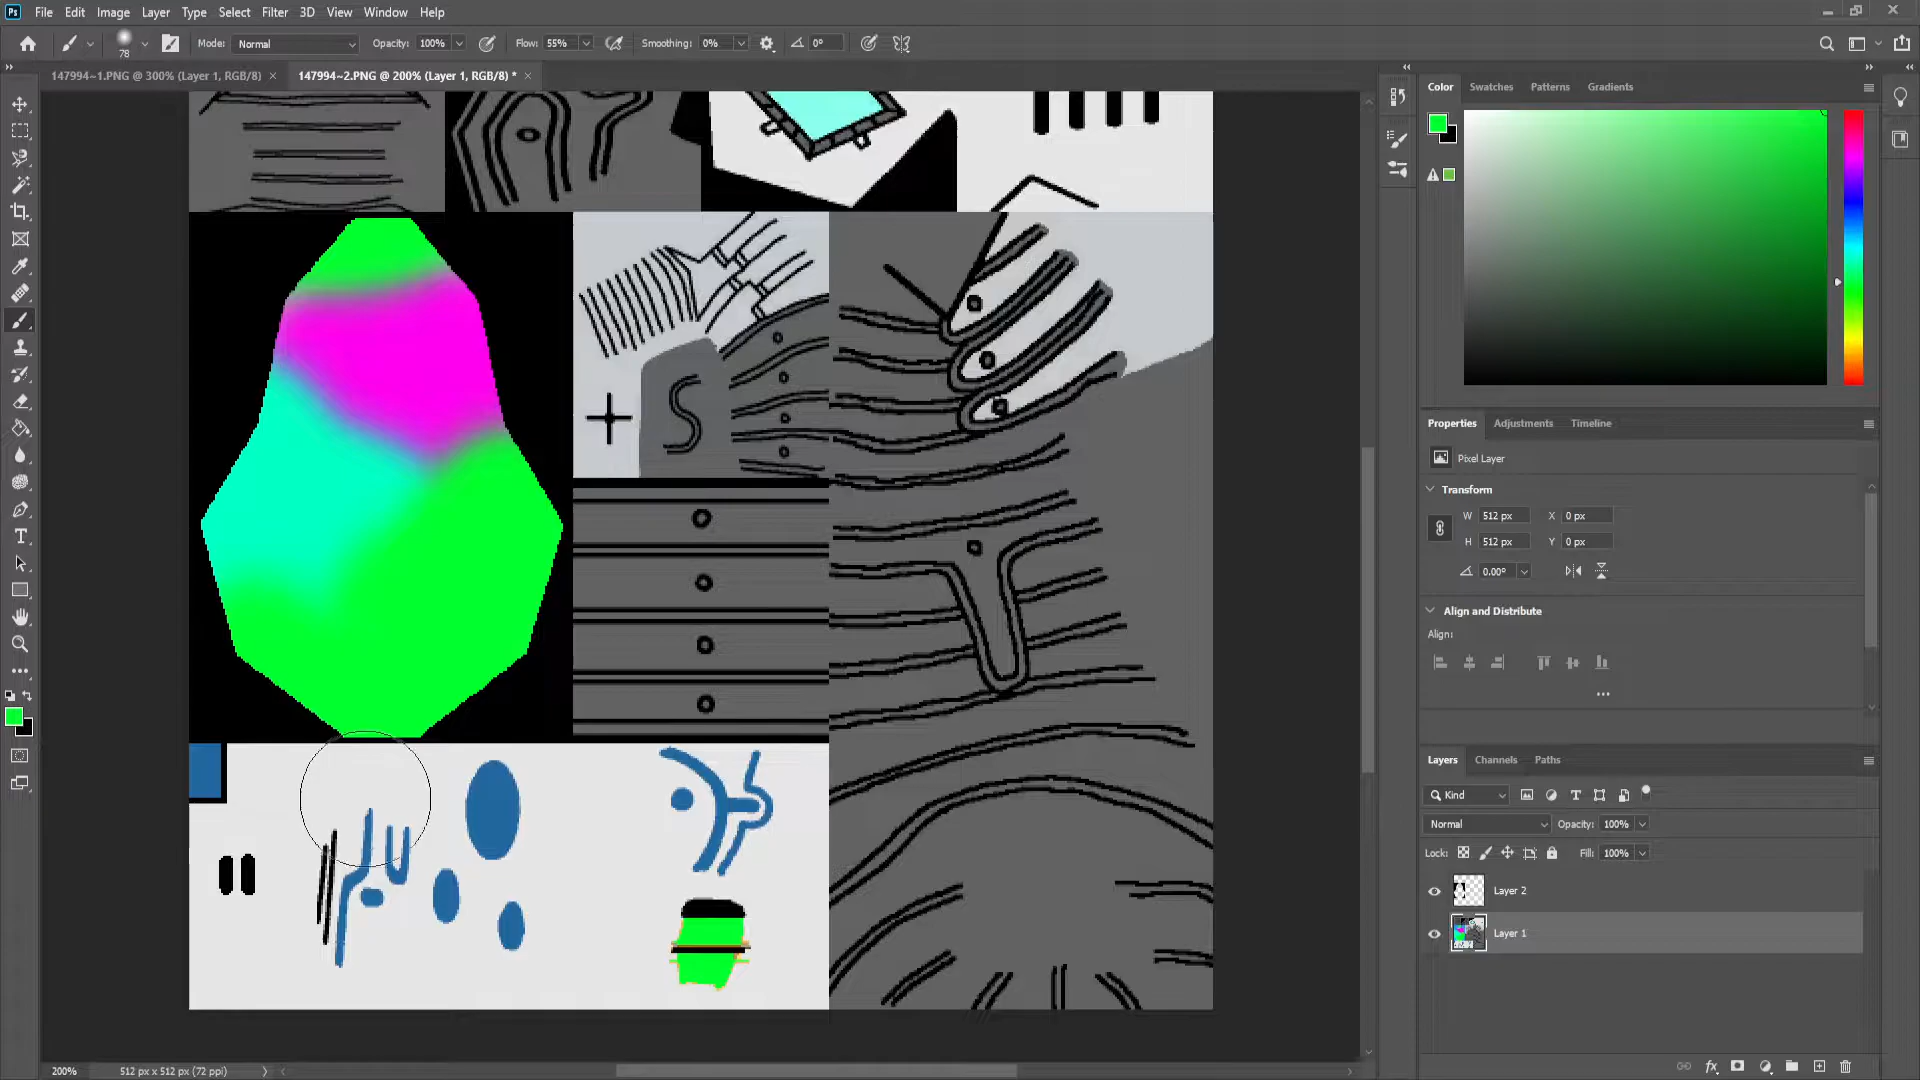 Ps File Edit Image Layer Type Select Filter 3D View Window Help
78 Mode: Normal Opacity: 100% Flow: 55% Smoothing: 0% 0°
147994~1.PNG @ 300% (Layer 1, RGB/8) × 147994~2.PNG @ 200% (Layer 1, RGB/8) * ×
Color Swatches Patterns Gradients
Properties Adjustments Timeline
Pixel Layer
Transform
W 512 px X 0 px
H 512 px Y 0 px
0.00°
Align and Distribute
Align:
Layers Channels Paths
Kind
Normal Opacity: 100%
Lock: Fill: 100%
Layer 2
Layer 1
S
200% 512 px x 512 px (72 ppi)